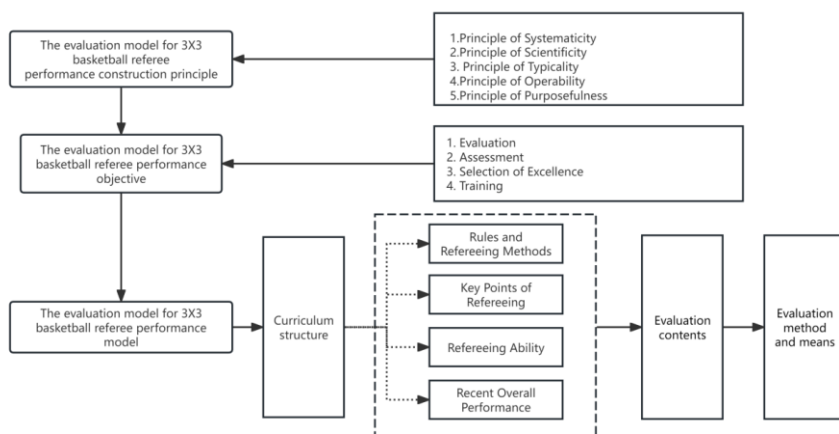 The evaluation model for 3X3
basketball referee
performance construction principle
1.Principle of Systematicity
2.Principle of Scientificity
3. Principle of Typicality
4.Principle of Operability
5.Principle of Purposefulness
The evaluation model for 3X3
basketball referee performance
objective
1. Evaluation
2. Assessment
3. Selection of Excellence
4. Training
The evaluation model for 3X3
basketball referee performance
model
Curriculum
structure
Rules and
Refereeing Methods
Key Points of
Refereeing
Refereeing Ability
Recent Overall
Performance
Evaluation
contents
Evaluation
method
and means